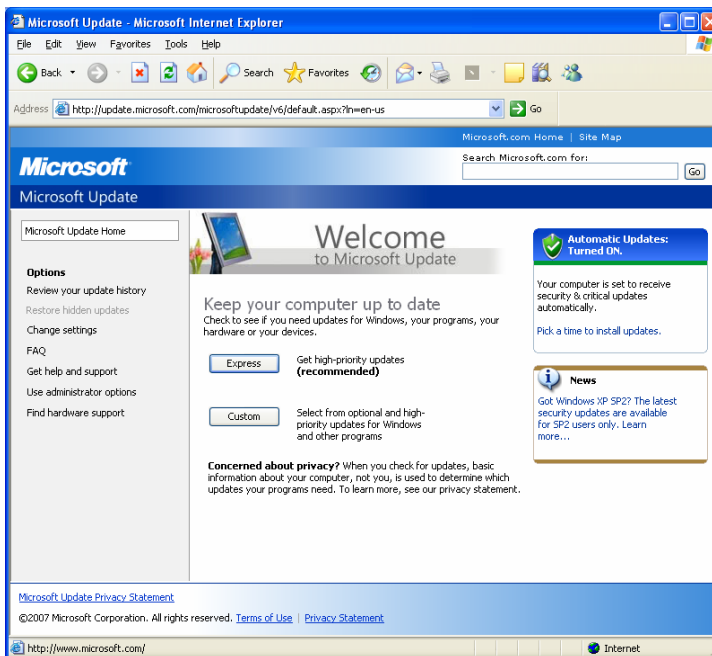 Microsoft Update - Microsoft Internet Explorer
File Edit View Favorites Tools Help
Back Search Favorites
Address http://update.microsoft.com/microsoftupdate/v6/default.aspx?ln=en-us Go
Microsoft.com Home | Site Map
Microsoft
Search Microsoft.com for:
Go
Microsoft Update
Microsoft Update Home
Options
Review your update history
Restore hidden updates
Change settings
FAQ
Get help and support
Use administrator options
Find hardware support
Welcome
to Microsoft Update
Keep your computer up to date
Check to see if you need updates for Windows, your programs, your
hardware or your devices.
Express
Get high-priority updates
(recommended)
Custom
Select from optional and high-
priority updates for Windows
and other programs
Concerned about privacy? When you check for updates, basic
information about your computer, not you, is used to determine which
updates your programs need. To learn more, see our privacy statement.
Automatic Updates:
Turned ON.
Your computer is set to receive
security & critical updates
automatically.
Pick a time to install updates.
News
Got Windows XP SP2? The latest
security updates are available
for SP2 users only. Learn
more...
Microsoft Update Privacy Statement
©2007 Microsoft Corporation. All rights reserved. Terms of Use | Privacy Statement
http://www.microsoft.com/ Internet